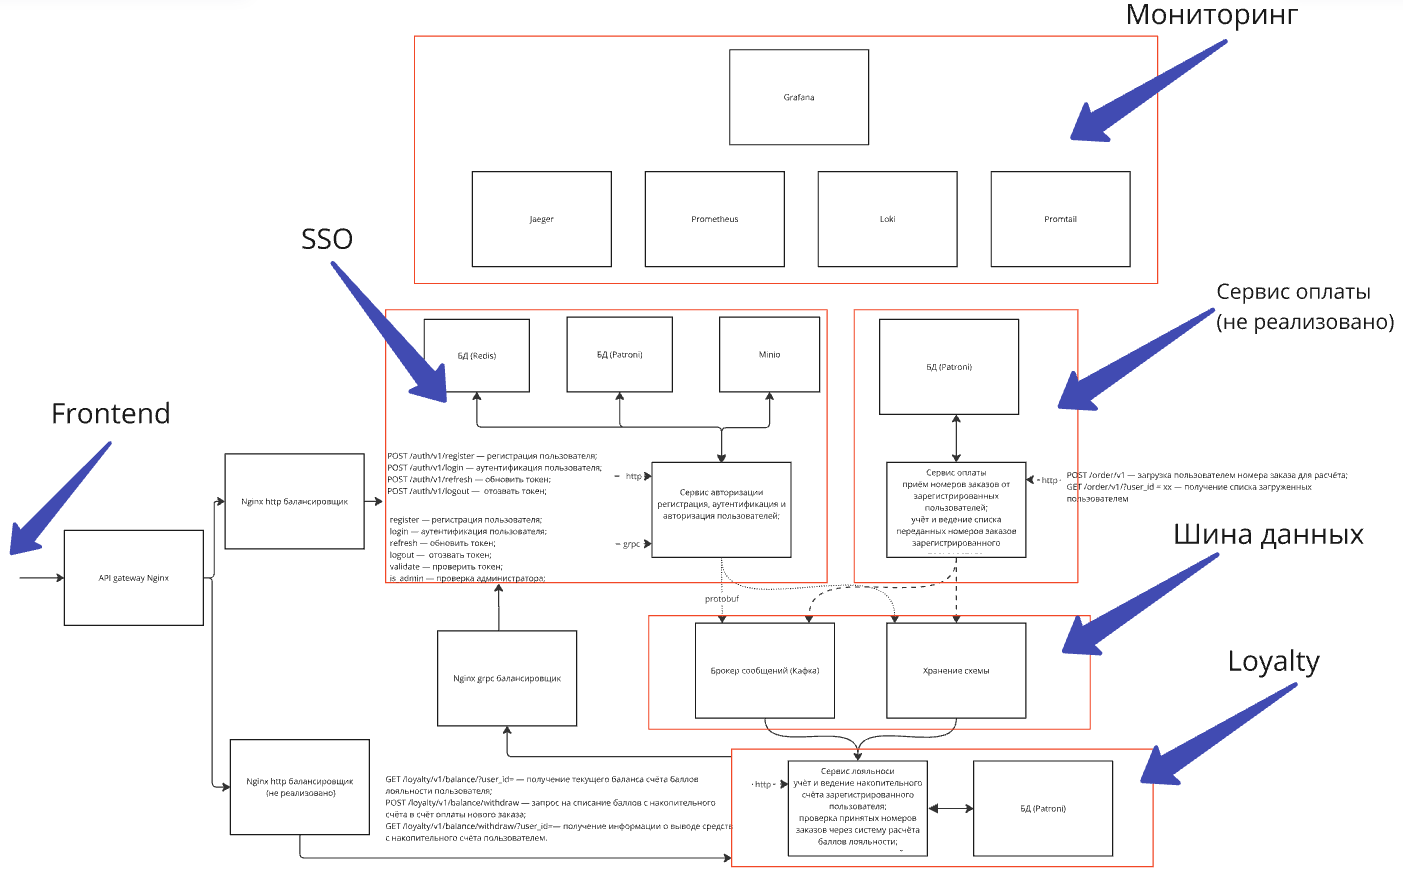 Мониторинг
Grafana
Jaeger
Prometheus
Loki
Promtail
SSO
Сервис оплаты
(не реализовано)
БД (Redis)
БД (Patroni)
Minio
БД (Patroni)
Frontend
Nginx http балансировщик
API gateway Nginx
POST /auth/v1/register — регистрация пользователя;
POST /auth/v1/login — аутентификация пользователя;
POST /auth/v1/refresh — обновить токен;
POST /auth/v1/logout — отозвать токен;
register — регистрация пользователя;
login — аутентификация пользователя;
refresh — обновить токен;
logout — отозвать токен;
validate — проверить токен;
is_admin — проверка администратора;
http
grpc
Сервис авторизации
регистрация, аутентификация и
авторизация пользователей;
Сервис оплаты
приём номеров заказов от
зарегистрированных
пользователей;
учёт и ведение списка
переданных номеров заказов
зарегистрированного
http
POST /order/v1 — загрузка пользователем номера заказа для расчёта;
GET /order/v1/?user_id = xx — получение списка загруженных
пользователем
Шина данных
protobuf
Брокер сообщений (Кафка)
Хранение схемы
Nginx grpc балансировщик
Loyalty
Nginx http балансировщик
(не реализовано)
GET /loyalty/v1/balance/?user_id= — получение текущего баланса счёта баллов
лояльности пользователя;
POST /loyalty/v1/balance/withdraw — запрос на списание баллов с накопительного
счёта в счёт оплаты нового заказа;
GET /loyalty/v1/balance/withdraw/?user_id=— получение информации о выводе средств
с накопительного счёта пользователем.
http
Сервис лояльноси
учёт и ведение накопительного
счёта зарегистрированного
пользователя;
проверка принятых номеров
заказов через систему расчёта
баллов лояльности;
БД (Patroni)